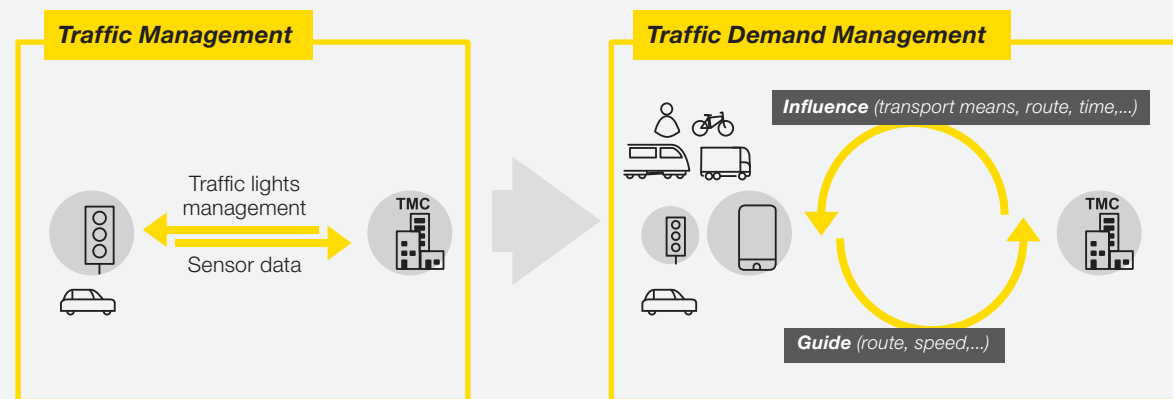 Traffic Management
Traffic lights
management
TMC
Sensor data
Traffic Demand Management
Influence (transport means, route, time,...)
TMC
Guide (route, speed,...)